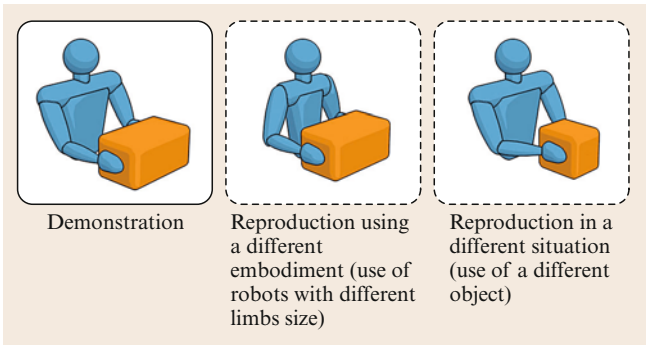 Demonstration
Reproduction using
a different
embodiment (use of
robots with different
limbs size)
Reproduction in a
different situation
(use of a different
object)